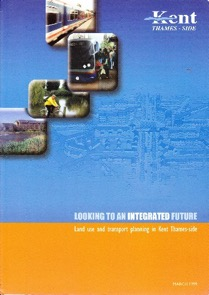 Kent
THAMES - SIDE
LOOKING TO AN INTEGRATED FUTURE
Land use and transport planning in Kent Thames-side